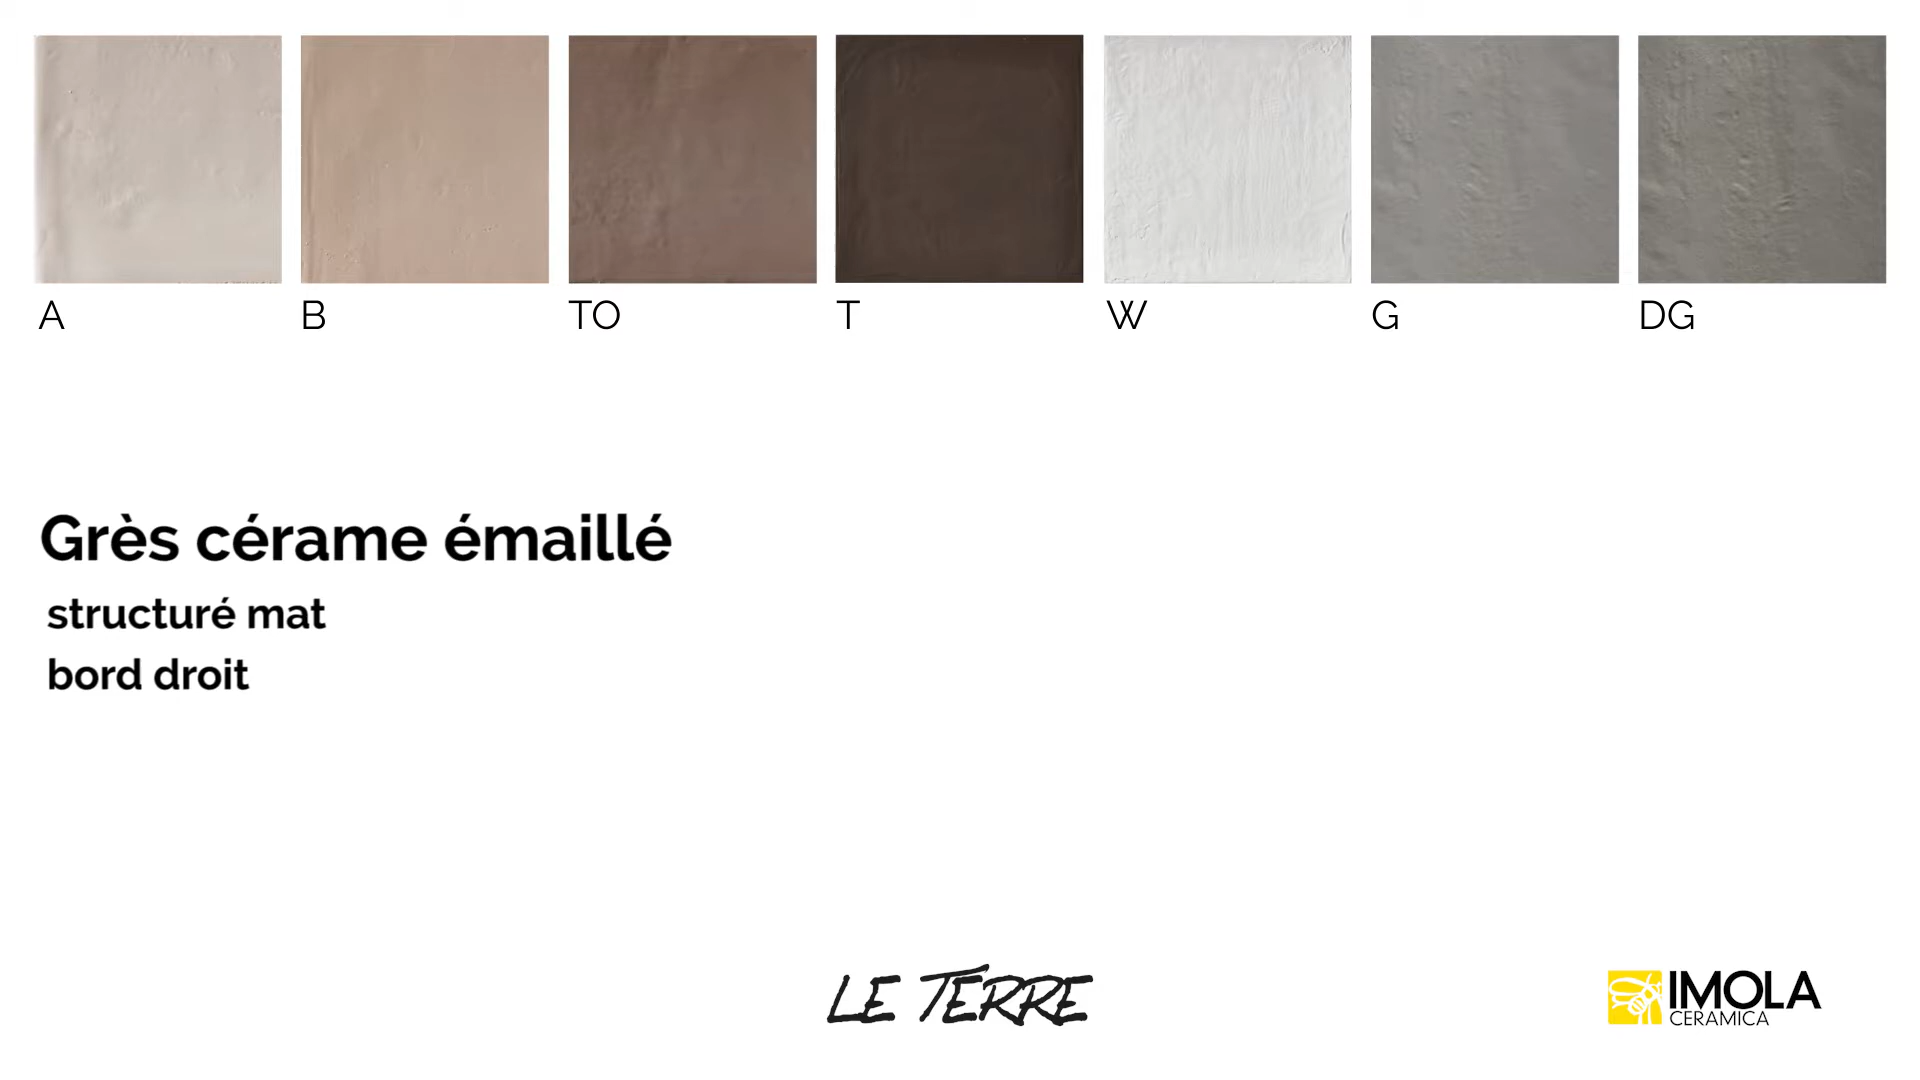 A
B
TO
T
W
G
DG
Grès cérame émaillé
structuré mat
bord droit
LE TERRE
IMOLA
CERAMICA